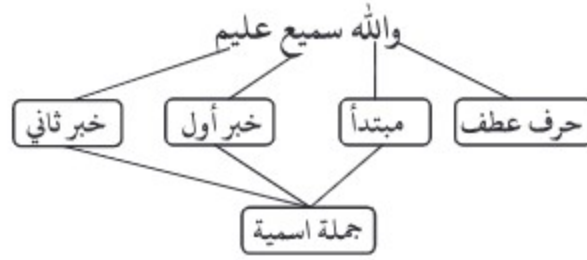 والله سميع عليم
حرف عطف
مبتدأ
خبر أول
خبر ثاني
جملة اسمية